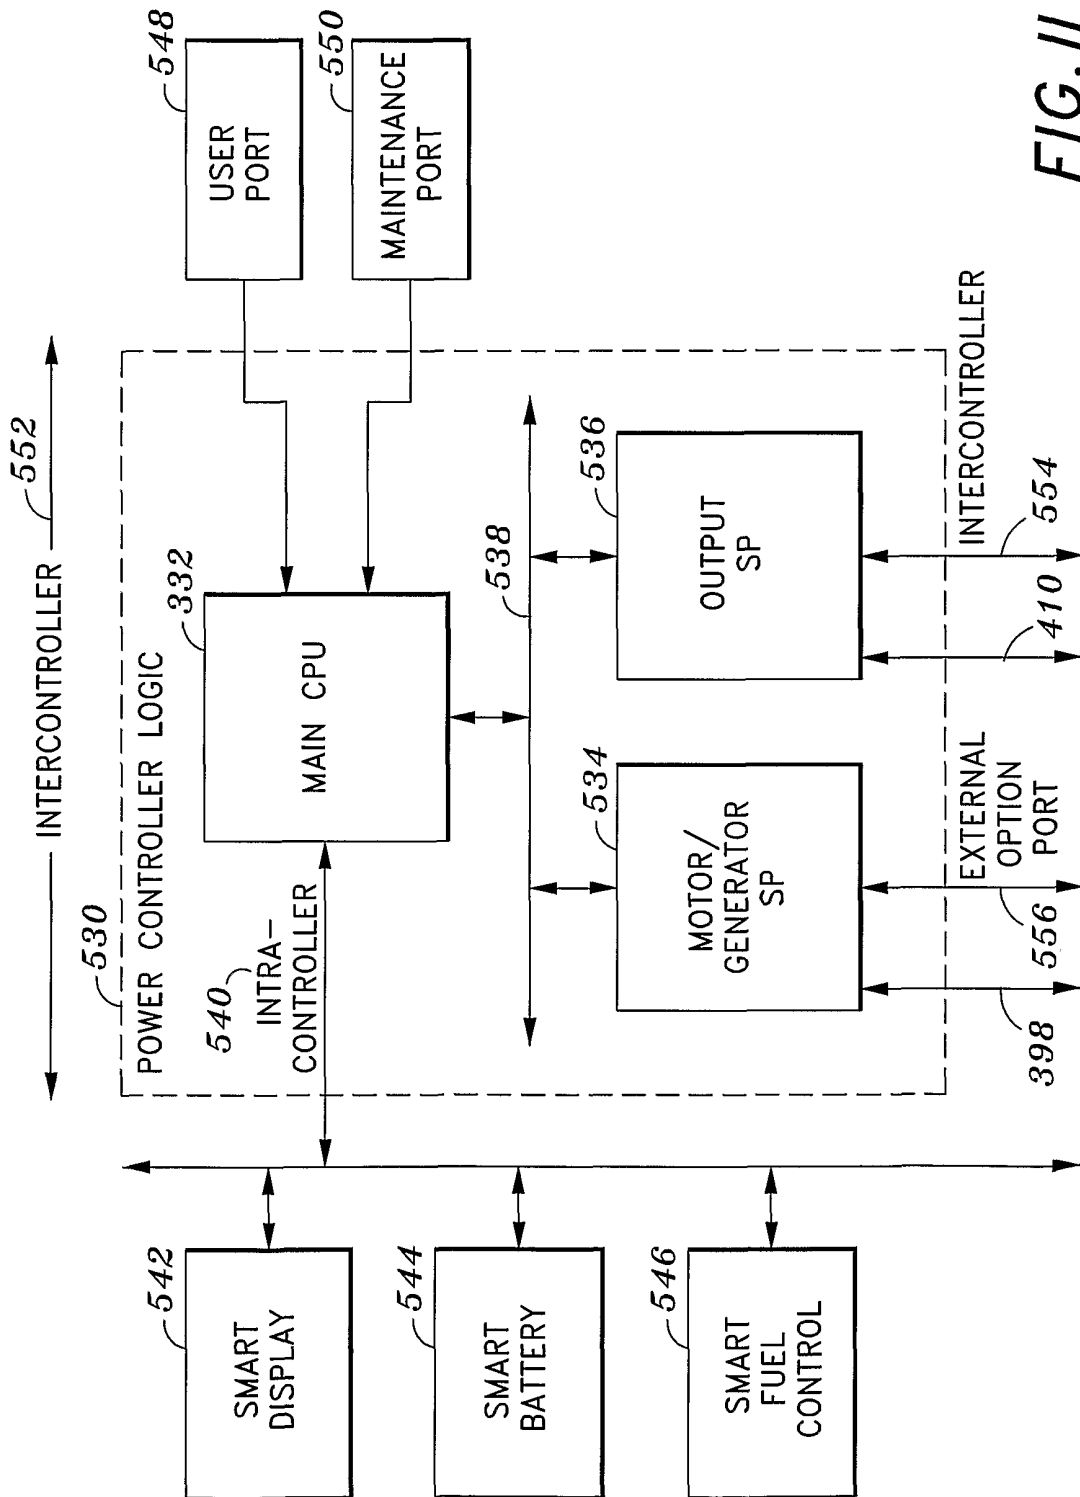 INTERCONTROLLER
552
530
POWER CONTROLLER LOGIC
540
INTRA-
CONTROLLER
332
MAIN CPU
548
USER
PORT
550
MAINTENANCE
PORT
538
542
SMART
DISPLAY
544
SMART
BATTERY
546
SMART
FUEL
CONTROL
534
MOTOR/
GENERATOR
SP
536
OUTPUT
SP
398
556
EXTERNAL
OPTION
PORT
410
554
INTERCONTROLLER
FIG. 11